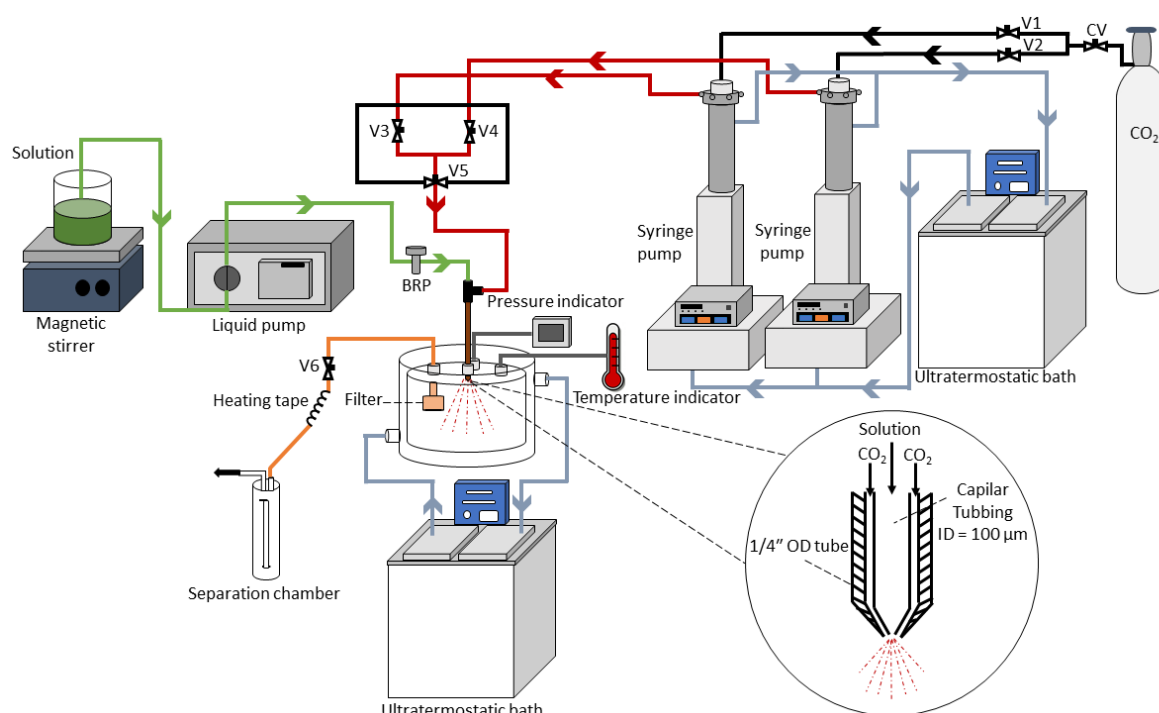 V1
CV
V2
CO₂
V3
V4
V5
Solution
Syringe
pump
Syringe
pump
BRP
Pressure indicator
Magnetic
stirrer
Liquid pump
V6
Heating tape
Filter
Temperature indicator
Ultratermostatic bath
Solution
CO₂
CO₂
Capilar
Tubbing
ID = 100 µm
1/4” OD tube
Separation chamber
Ultratermostatic bath